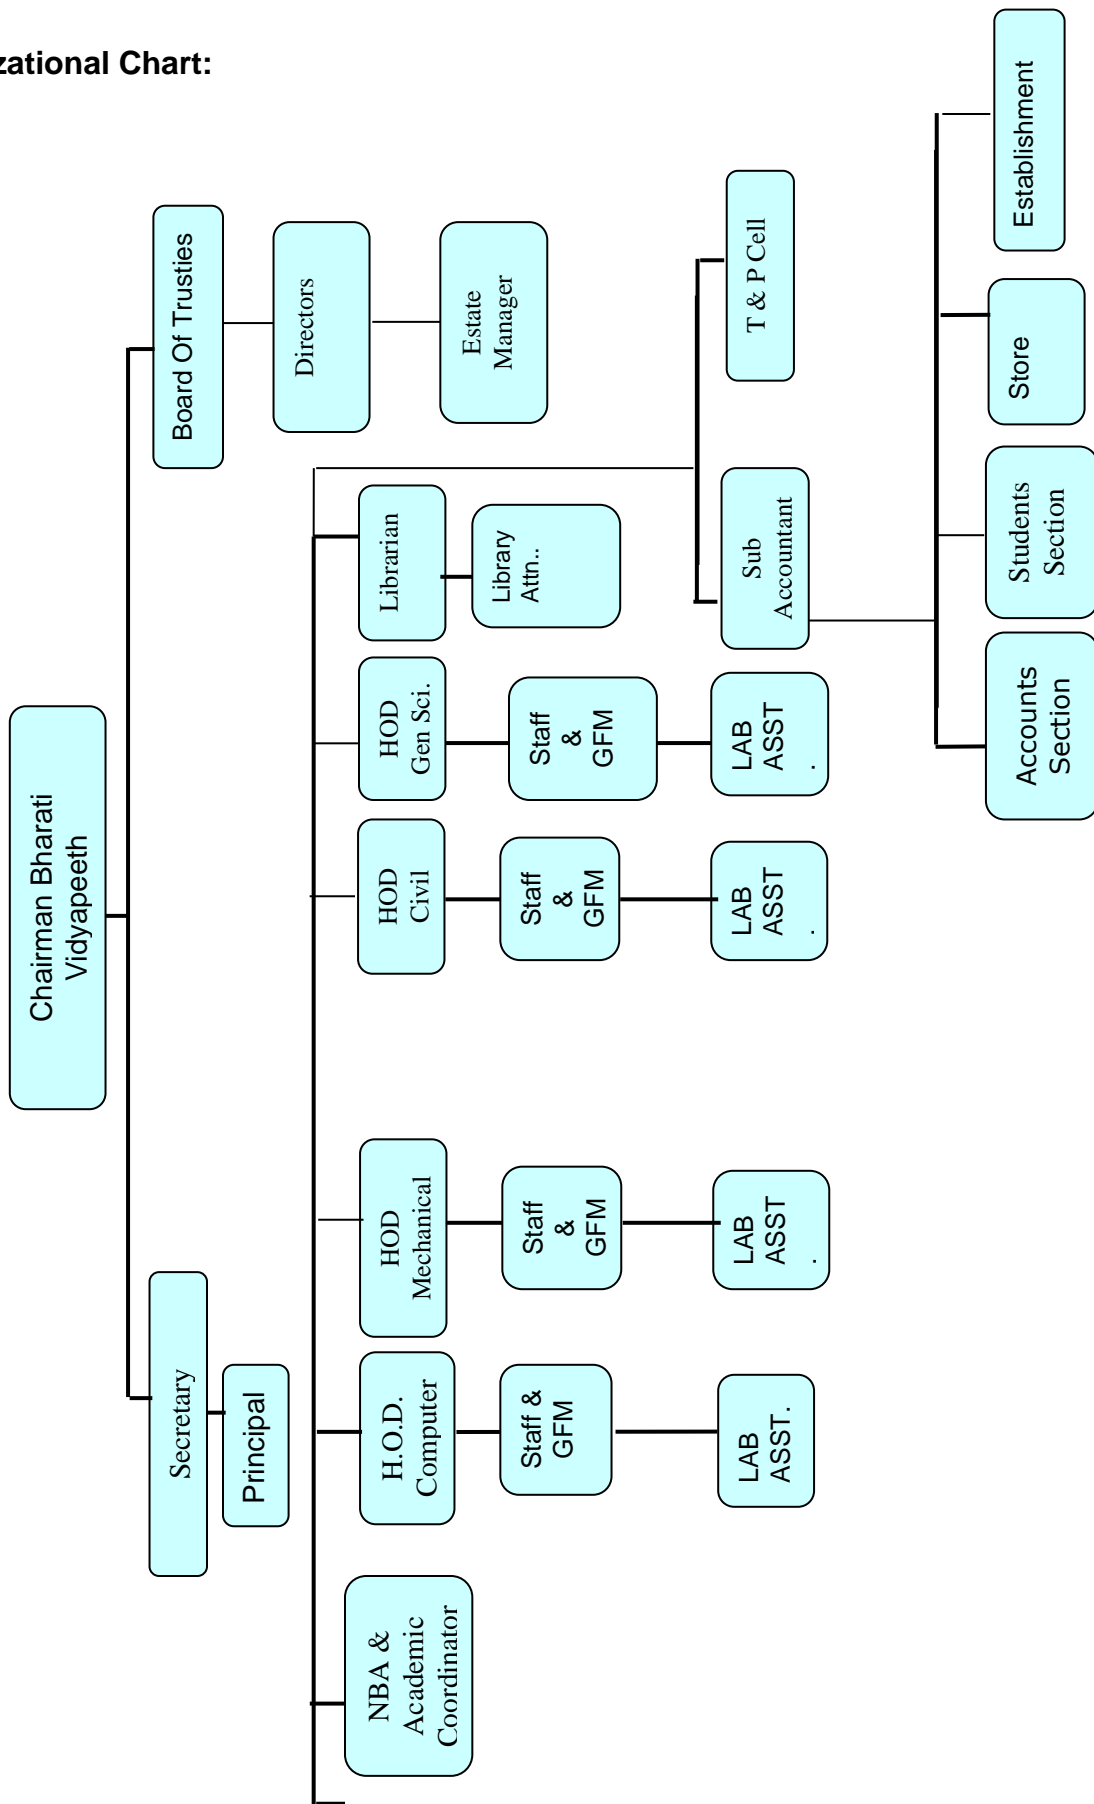 zational Chart:
Chairman Bharati
Vidyapeeth
Secretary
Board Of Trusties
Principal
Directors
Estate
Manager
NBA &
Academic
Coordinator
H.O.D.
Computer
HOD
Mechanical
HOD
Civil
HOD
Gen Sci.
Librarian
Staff &
GFM
Staff
&
GFM
Staff
&
GFM
Staff
&
GFM
Library
Attn..
LAB
ASST.
LAB
ASST
.
LAB
ASST
.
LAB
ASST
.
Sub
Accountant
T & P Cell
Accounts
Section
Students
Section
Store
Establishment